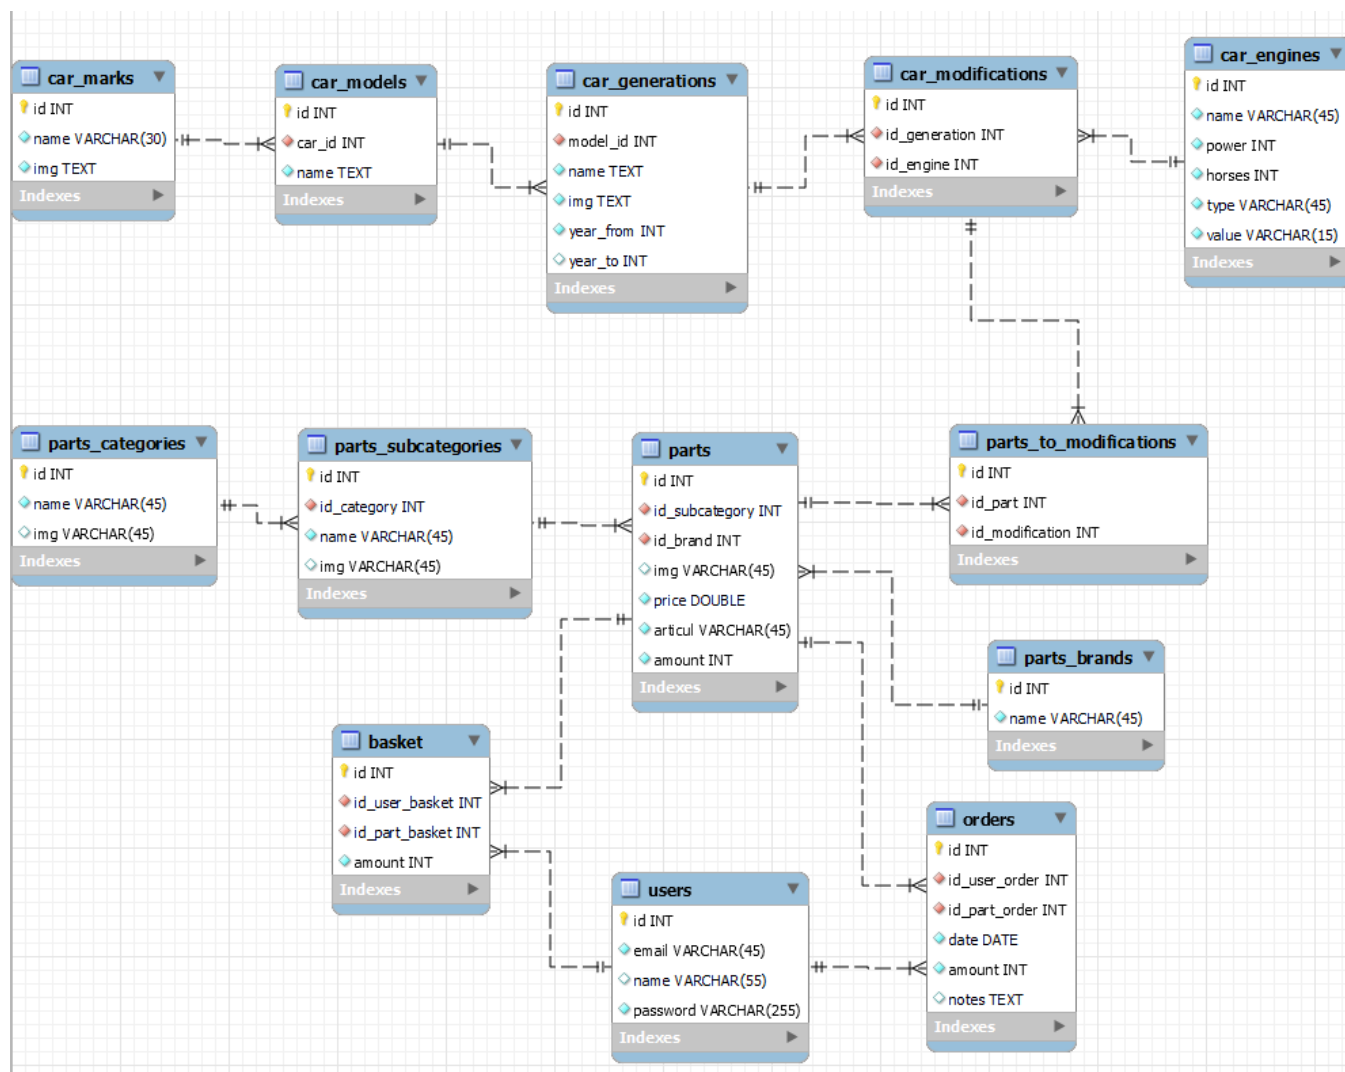 car_marks
id INT
name VARCHAR(30)
img TEXT
Indexes
car_models
id INT
car_id INT
name TEXT
Indexes
car_generations
id INT
model_id INT
name TEXT
img TEXT
year_from INT
year_to INT
Indexes
car_modifications
id INT
id_generation INT
id_engine INT
Indexes
car_engines
id INT
name VARCHAR(45)
power INT
horses INT
type VARCHAR(45)
value VARCHAR(15)
Indexes
parts_categories
id INT
name VARCHAR(45)
img VARCHAR(45)
Indexes
parts_subcategories
id INT
id_category INT
name VARCHAR(45)
img VARCHAR(45)
Indexes
parts
id INT
id_subcategory INT
id_brand INT
img VARCHAR(45)
price DOUBLE
articul VARCHAR(45)
amount INT
Indexes
parts_to_modifications
id INT
id_part INT
id_modification INT
Indexes
parts_brands
id INT
name VARCHAR(45)
Indexes
basket
id INT
id_user_basket INT
id_part_basket INT
amount INT
Indexes
users
id INT
email VARCHAR(45)
name VARCHAR(55)
password VARCHAR(255)
Indexes
orders
id INT
id_user_order INT
id_part_order INT
date DATE
amount INT
notes TEXT
Indexes